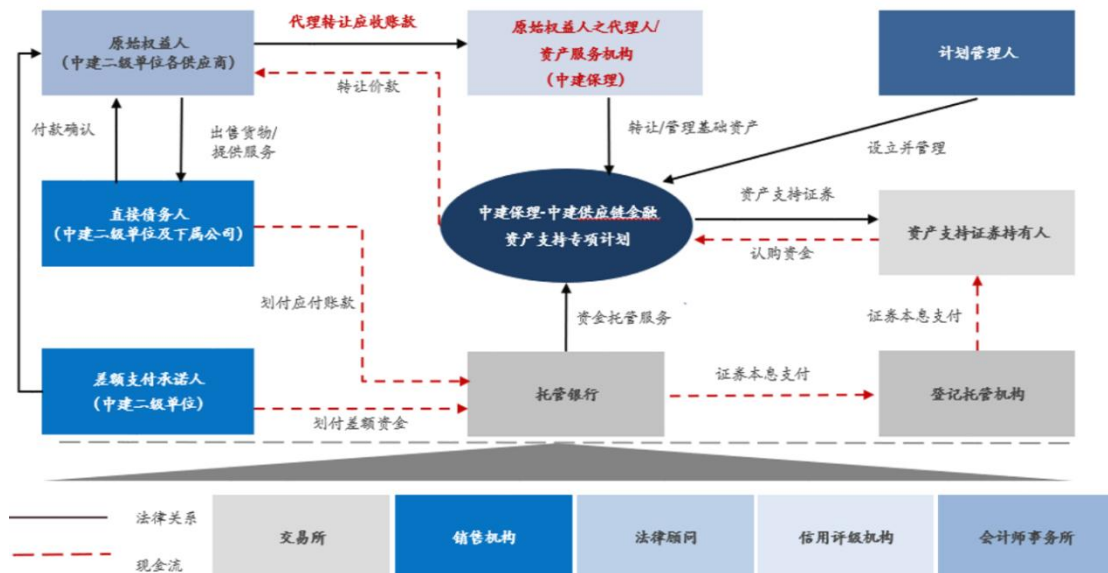 代理转让应收账款
原始权益人
（中建二级单位各供应商）
原始权益人之代理人/
资产服务机构
（中建保理）
计划管理人
转让价款
付款确认
出售货物/
提供服务
转让/管理基础资产
设立并管理
直接债务人
（中建二级单位及下属公司）
中建保理-中建供应链金融
资产支持专项计划
资产支持证券
认购资金
资产支持证券持有人
划付应付账款
资金托管服务
证券本息支付
差额支付承诺人
（中建二级单位）
划付差额资金
托管银行
证券本息支付
登记托管机构
法律关系
现金流
交易所
销售机构
法律顾问
信用评级机构
会计师事务所